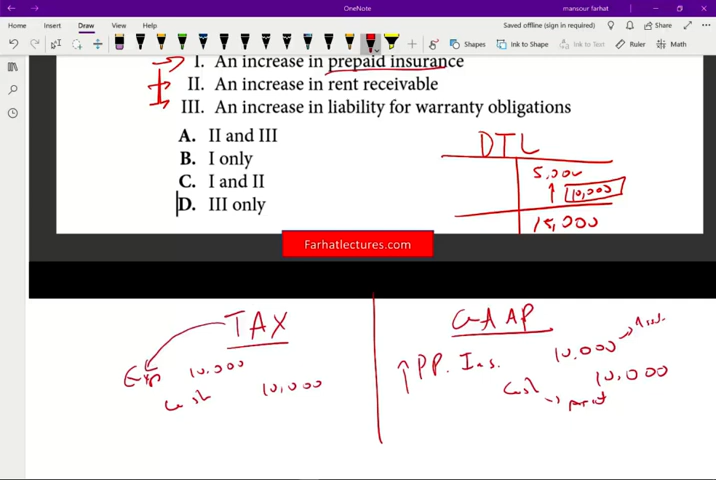 OneNote
mansour farhat
Home Insert Draw View Help
Saved offline (sign in required)
Share
Shapes
Ink to Shape
Ink to Text
Ruler
Math
I. An increase in prepaid insurance
II. An increase in rent receivable
III. An increase in liability for warranty obligations
A. II and III
B. I only
C. I and II
D. III only
DTL
5,000
↑ 10,000
15,000
Farhatlectures.com
TAX
Exp 10,000
Cash 10,000
GAAP
↑ PP. Ins. 10,000
Cash 10,000